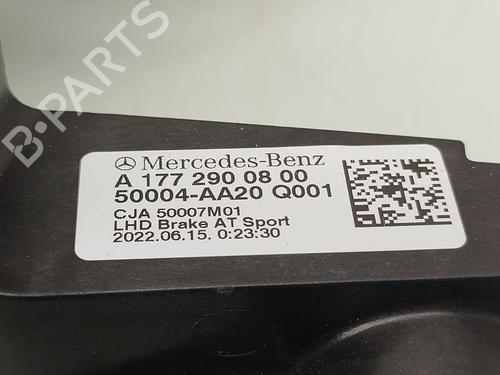 B-PARTS
Mercedes-Benz
A 177 290 08 00
50004-AA20 Q001
CJA 50007M01
LHD Brake AT Sport
2022.06.15. 0:23:30